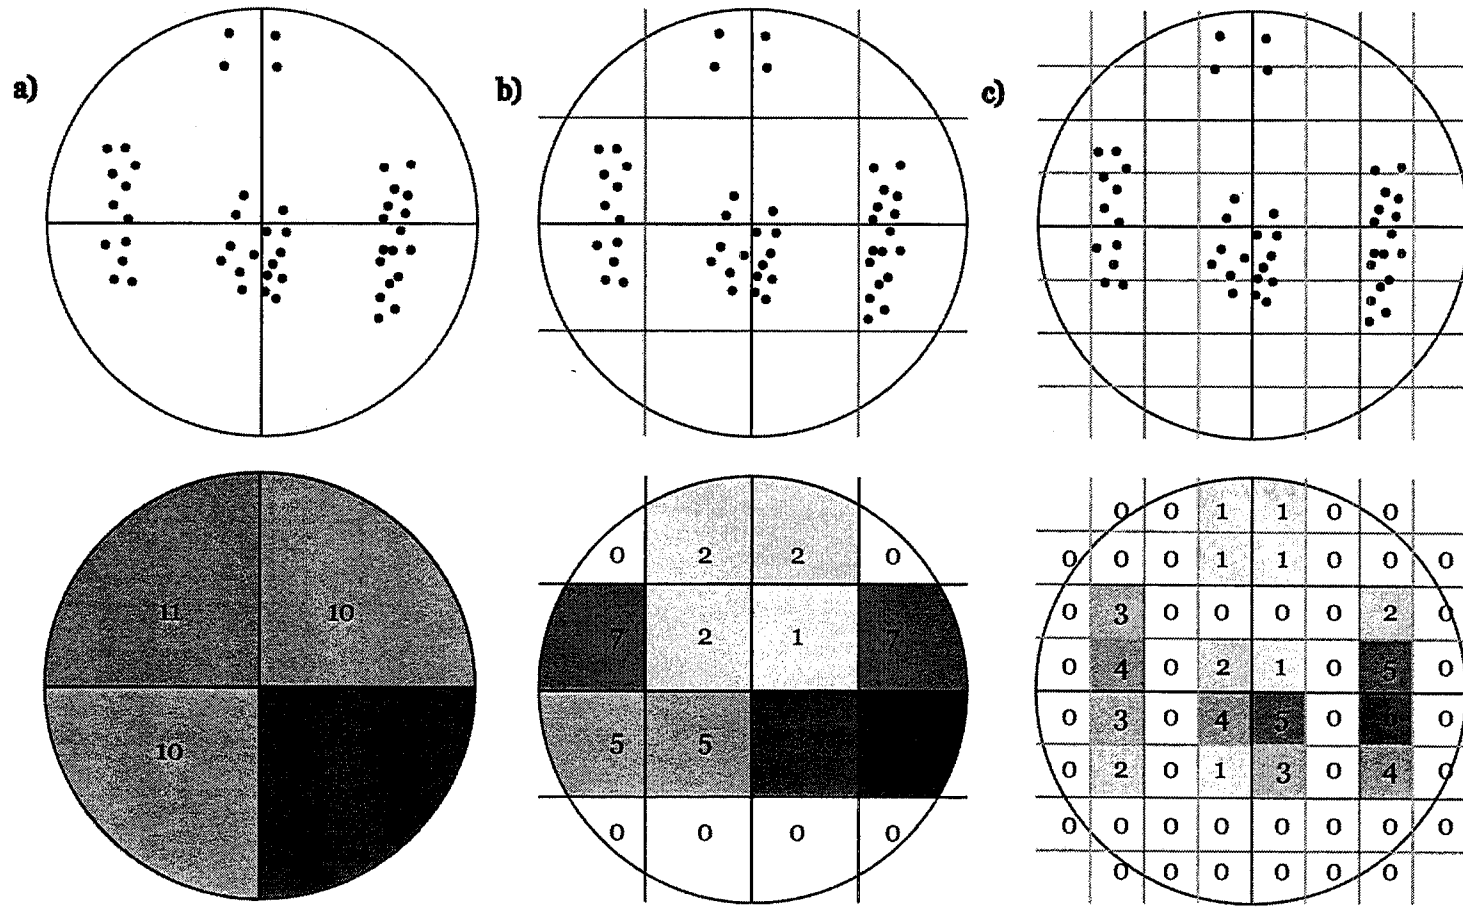 a)
b)
c)
11 10
10
0 2 2 0
7 2 1 7
5 5
0 0 0 0
0 0 1 1 0 0
0 0 0 1 1 0 0 0
0 3 0 0 0 0 2 0
0 4 0 2 1 0 5 0
0 3 0 4 5 0 0
0 2 0 1 3 0 4 0
0 0 0 0 0 0 0 0
0 0 0 0 0 0